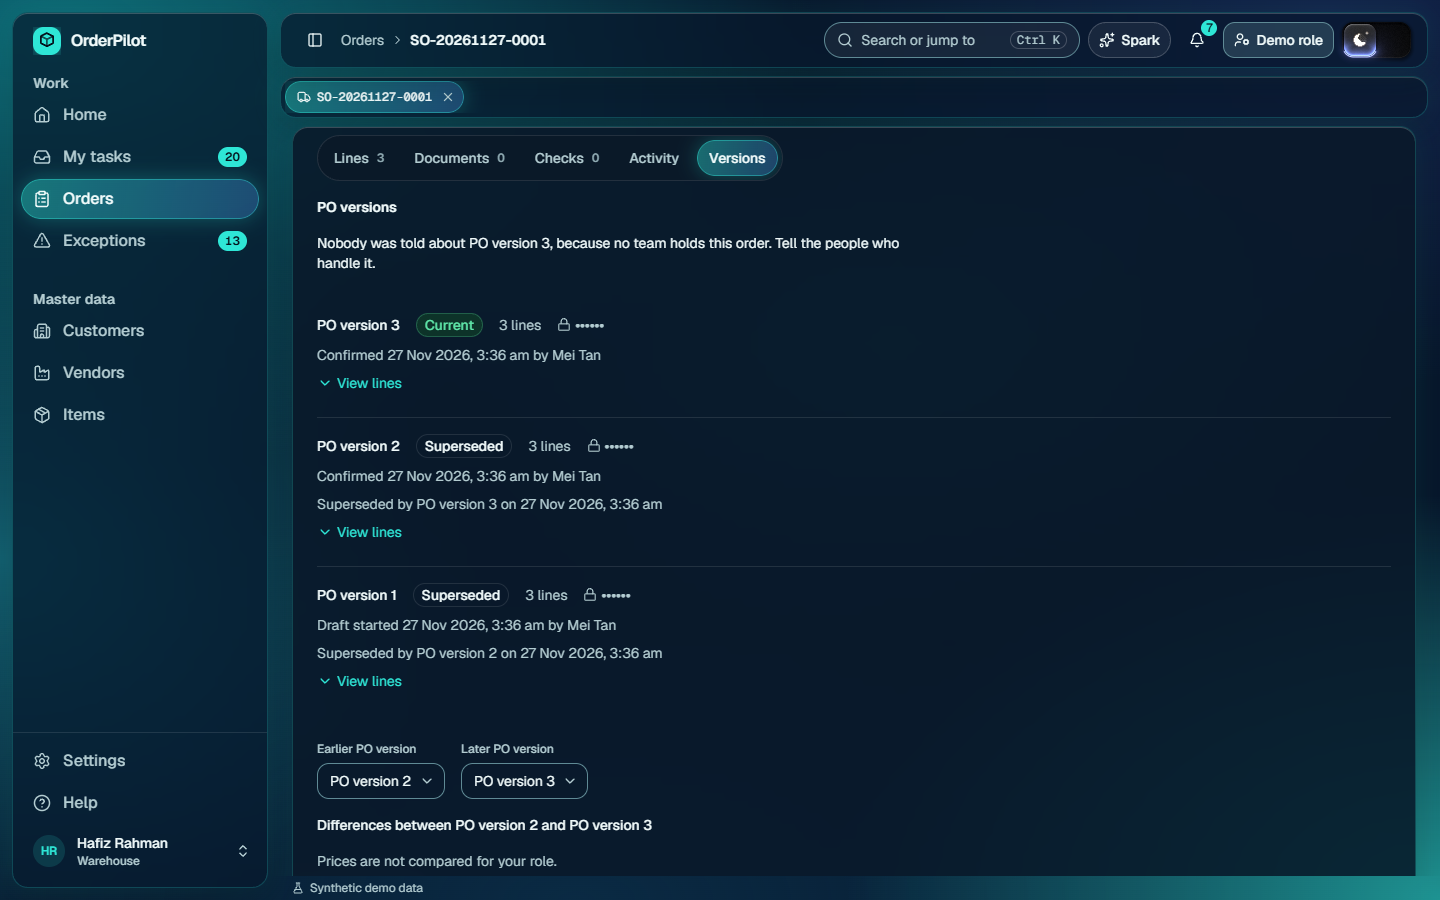 OrderPilot
Work
Home
My tasks 20
Orders
Exceptions 13
Master data
Customers
Vendors
Items
Settings
Help
HR
Hafiz Rahman
Warehouse
Orders > SO-20261127-0001
Search or jump to Ctrl K
Spark
7
Demo role
SO-20261127-0001
Lines 3 Documents 0 Checks 0 Activity Versions
PO versions
Nobody was told about PO version 3, because no team holds this order. Tell the people who
handle it.
PO version 3 Current 3 lines ••••••
Confirmed 27 Nov 2026, 3:36 am by Mei Tan
View lines
PO version 2 Superseded 3 lines ••••••
Confirmed 27 Nov 2026, 3:36 am by Mei Tan
Superseded by PO version 3 on 27 Nov 2026, 3:36 am
View lines
PO version 1 Superseded 3 lines ••••••
Draft started 27 Nov 2026, 3:36 am by Mei Tan
Superseded by PO version 2 on 27 Nov 2026, 3:36 am
View lines
Earlier PO version Later PO version
PO version 2 PO version 3
Differences between PO version 2 and PO version 3
Prices are not compared for your role.
Synthetic demo data